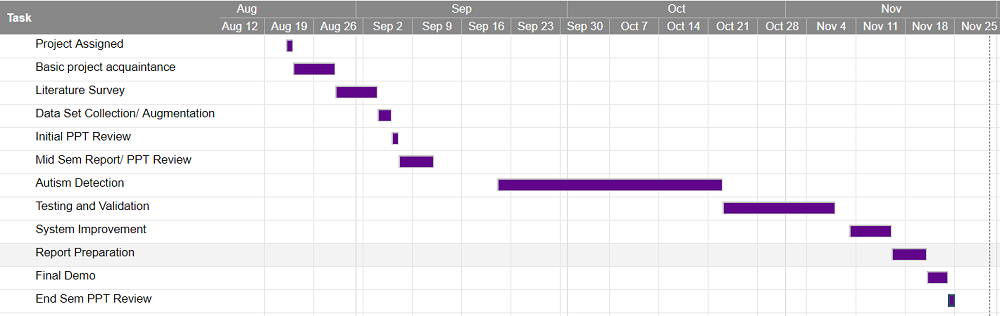 Task
Aug Sep Oct Nov
Aug 12 Aug 19 Aug 26 Sep 2 Sep 9 Sep 16 Sep 23 Sep 30 Oct 7 Oct 14 Oct 21 Oct 28 Nov 4 Nov 11 Nov 18 Nov 25
Project Assigned
Basic project acquaintance
Literature Survey
Data Set Collection/ Augmentation
Initial PPT Review
Mid Sem Report/ PPT Review
Autism Detection
Testing and Validation
System Improvement
Report Preparation
Final Demo
End Sem PPT Review